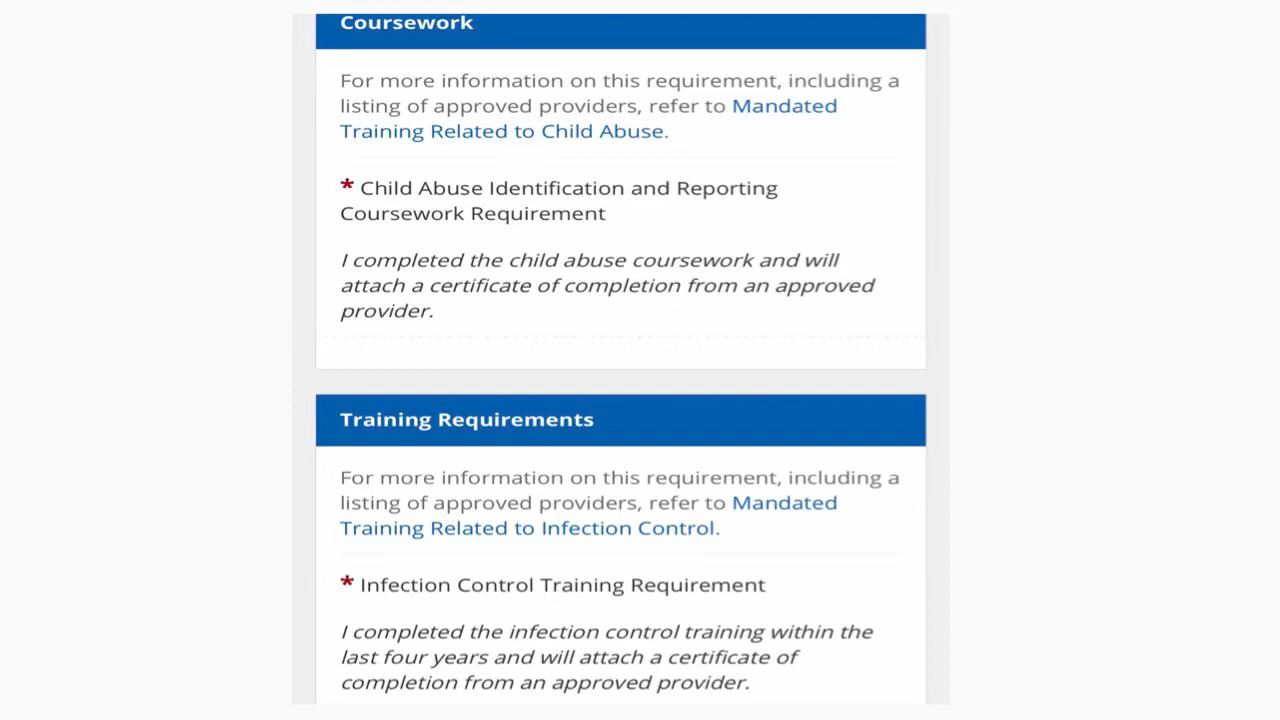 Coursework
For more information on this requirement, including a
listing of approved providers, refer to Mandated
Training Related to Child Abuse.
* Child Abuse Identification and Reporting
Coursework Requirement
I completed the child abuse coursework and will
attach a certificate of completion from an approved
provider.
Training Requirements
For more information on this requirement, including a
listing of approved providers, refer to Mandated
Training Related to Infection Control.
* Infection Control Training Requirement
I completed the infection control training within the
last four years and will attach a certificate of
completion from an approved provider.